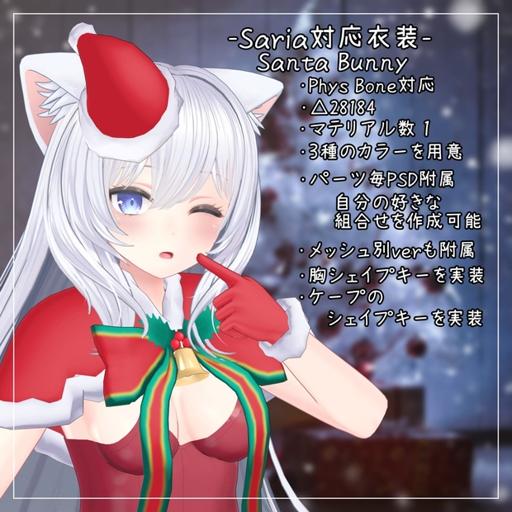 -Saria対応衣装-
Santa Bunny
・Phys Bone対応
・△28184
・マテリアル数 1
・3種のカラーを用意
・パーツ毎PSD附属
自分の好きな
組合せを作成可能
・メッシュ別verも附属
・胸シェイプキーを実装
・ケープの
シェイプキーを実装